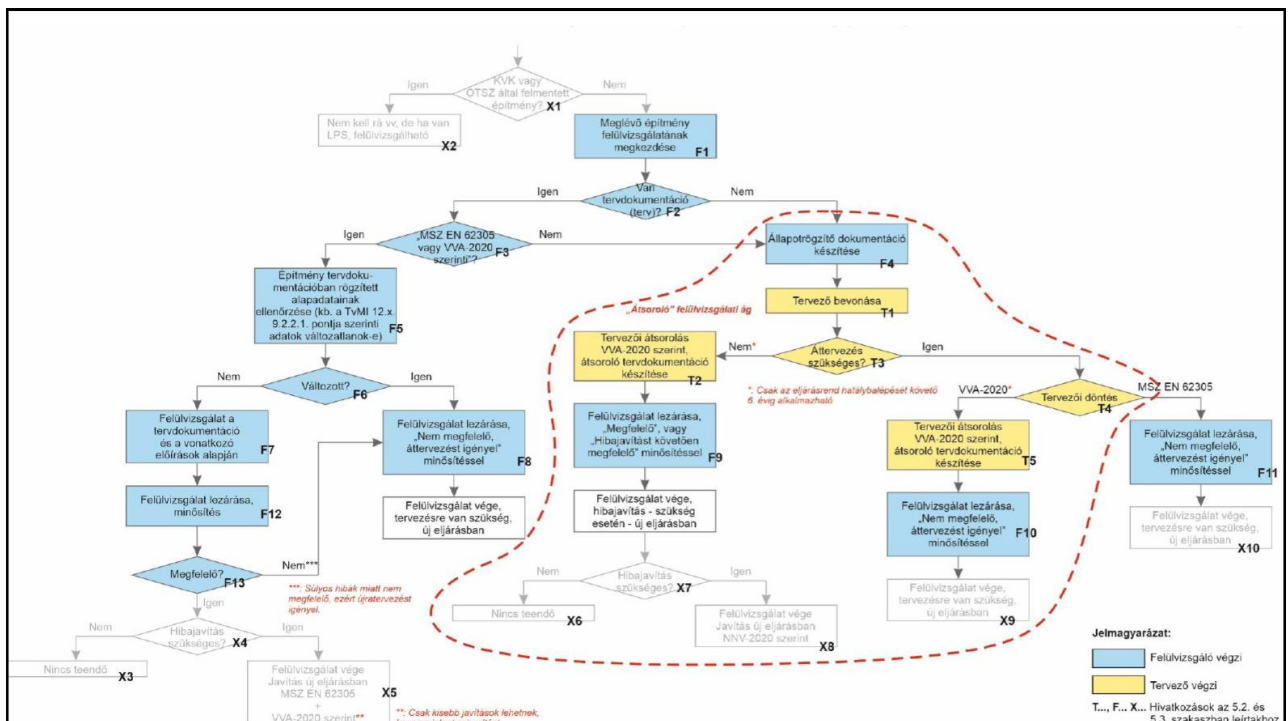 Igen
KVK vagy
OTSZ által felmentett
építmény?
X1
Nem
Nem kell rá vv, de ha van
LPS, felülvizsgálható
X2
Meglévő építmény
felülvizsgálatának
megkezdése
F1
Igen
Van
tervdokumentáció
(terv)?
F2
Nem
Igen
„MSZ EN 62305
vagy VVA-2020
szerinti"?
F3
Nem
Állapotrögzítő dokumentáció
készítése
F4
Építmény tervdoku-
mentációban rögzített
alapadatainak
ellenőrzése (kb. a TvMI 12.x.
9.2.2.1. pontja szerinti
adatok változatlanok-e)
F5
„Átsoroló" felülvizsgálati ág
Tervező bevonása
T1
Nem*
Áttervezés
szükséges?
T3
Igen
Tervezői átsorolás
VVA-2020 szerint,
átsoroló tervdokumentáció
készítése
T2
*: Csak az eljárásrend hatálybalépését követő
6. évig alkalmazható
Nem
Változott?
F6
Igen
VVA-2020*
Tervezői döntés
T4
MSZ EN 62305
Felülvizsgálat a
tervdokumentáció
és a vonatkozó
előírások alapján
F7
Felülvizsgálat lezárása,
„Nem megfelelő,
áttervezést igényel"
minősítéssel
F8
Felülvizsgálat lezárása,
„Megfelelő", vagy
„Hibajavítást követően
megfelelő" minősítéssel
F9
Tervezői átsorolás
VVA-2020 szerint,
átsoroló tervdokumentáció
készítése
T5
Felülvizsgálat lezárása,
„Nem megfelelő,
áttervezést igényel"
minősítéssel
F11
Felülvizsgálat lezárása,
minősítés
F12
Felülvizsgálat vége,
tervezésre van szükség,
új eljárásban
Felülvizsgálat vége,
hibajavítás - szükség
esetén - új eljárásban
Felülvizsgálat lezárása,
„Nem megfelelő,
áttervezést igényel"
minősítéssel
F10
Felülvizsgálat vége,
tervezésre van szükség,
új eljárásban
X10
Megfelelő?
F13
Nem***
***: Súlyos hibák miatt nem
megfelelő, ezért újratervezést
igényel.
Igen
Nem
Hibajavítás
szükséges?
X7
Igen
Nincs teendő
X6
Felülvizsgálat vége
Javítás új eljárásban
NNV-2020 szerint
X8
Felülvizsgálat vége,
tervezésre van szükség,
új eljárásban
X9
Nem
Hibajavítás
szükséges?
X4
Igen
Nincs teendő
X3
Felülvizsgálat vége
Javítás új eljárásban
MSZ EN 62305
+
VVA-2020 szerint**
X5
**: Csak kisebb javítások lehetnek,
Jelmagyarázat:
Felülvizsgáló végzi
Tervező végzi
T..., F... X... Hivatkozások az 5.2. és
5.3. szakaszban leírtakhoz